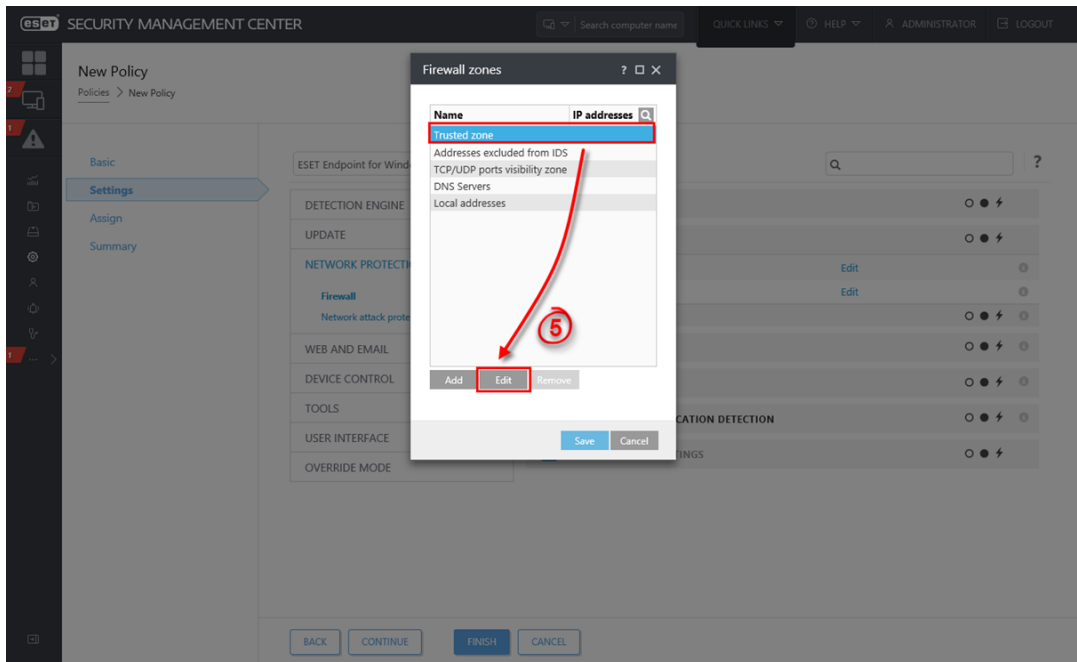 eset SECURITY MANAGEMENT CENTER
Search computer name
QUICK LINKS
HELP
ADMINISTRATOR
LOGOUT
New Policy
Policies > New Policy
2
1
1
Basic
Settings
Assign
Summary
ESET Endpoint for Wind
?
DETECTION ENGINE
UPDATE
NETWORK PROTECTI
Firewall
Network attack prote
WEB AND EMAIL
DEVICE CONTROL
TOOLS
USER INTERFACE
OVERRIDE MODE
Edit
Edit
CATION DETECTION
TINGS
Firewall zones ?
Name IP addresses
Trusted zone
Addresses excluded from IDS
TCP/UDP ports visibility zone
DNS Servers
Local addresses
5
Add Edit Remove
Save Cancel
BACK CONTINUE FINISH CANCEL